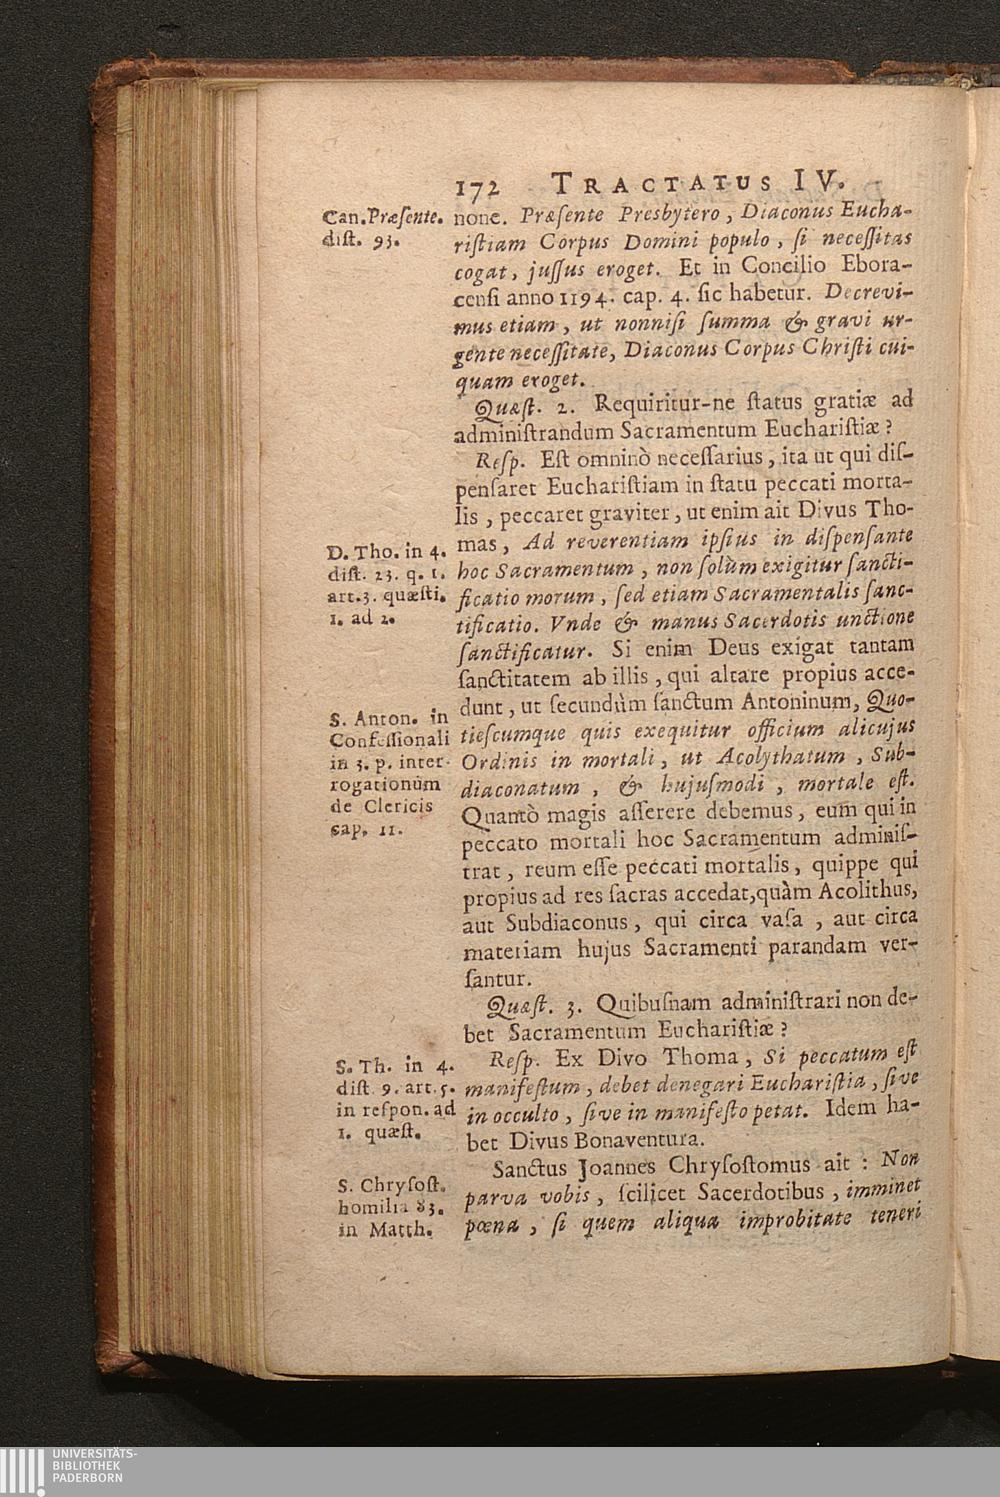 172 TRACTATUS IV.
Can. Præsente.
dist. 93.
none. Præsente Presbytero, Diaconus Eucha-
ristiam Corpus Domini populo, si necessitas
cogat, jussus eroget. Et in Concilio Ebora-
censi anno 1194. cap. 4. sic habetur. Decrevi-
mus etiam, ut nonnisi summa & gravi ur-
gente necessitate, Diaconus Corpus Christi cui-
quam eroget.
Quæst. 2. Requiritur-ne status gratiæ ad
administrandum Sacramentum Eucharistiæ?
Resp. Est omninò necessarius, ita ut qui dis-
pensaret Eucharistiam in statu peccati morta-
lis, peccaret graviter, ut enim ait Divus Tho-
D. Tho. in 4.
dist. 23. q. 1.
art. 3. quæsti.
1. ad 2.
mas, Ad reverentiam ipsius in dispensante
hoc Sacramentum, non solùm exigitur sancti-
ficatio morum, sed etiam Sacramentalis sanc-
tificatio. Vnde & manus Sacerdotis unctione
sanctificatur. Si enim Deus exigat tantam
sanctitatem ab illis, qui altare propius acce-
S. Anton. in
Confessionali
in 3. p. inter-
rogationum
de Clericis
cap. 11.
dunt, ut secundùm sanctum Antoninum, Quo-
tiescumque quis exequitur officium alicujus
Ordinis in mortali, ut Acolythatum, Sub-
diaconatum, & hujusmodi, mortale est.
Quantò magis asserere debemus, eum qui in
peccato mortali hoc Sacramentum adminis-
trat, reum esse peccati mortalis, quippe qui
propius ad res sacras accedat, quàm Acolithus,
aut Subdiaconus, qui circa vasa, aut circa
materiam hujus Sacramenti parandam ver-
santur.
Quæst. 3. Quibusnam administrari non de-
bet Sacramentum Eucharistiæ?
S. Th. in 4.
dist. 9. art. 5.
in respon. ad
1. quæst.
Resp. Ex Divo Thoma, Si peccatum est
manifestum, debet denegari Eucharistia, sive
in occulto, sive in manifesto petat. Idem ha-
bet Divus Bonaventura.
S. Chrysost.
homilia 83.
in Matth.
Sanctus Joannes Chrysostomus ait : Non
parva vobis, scilicet Sacerdotibus, imminet
pœna, si quem aliqua improbitate teneri
UNIVERSITÄTS-
BIBLIOTHEK
PADERBORN